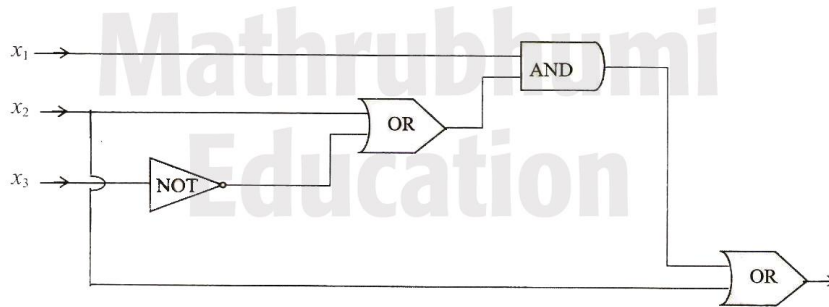 Mathrubhumi
Education
x₁
AND
x₂
OR
x₃
NOT
OR